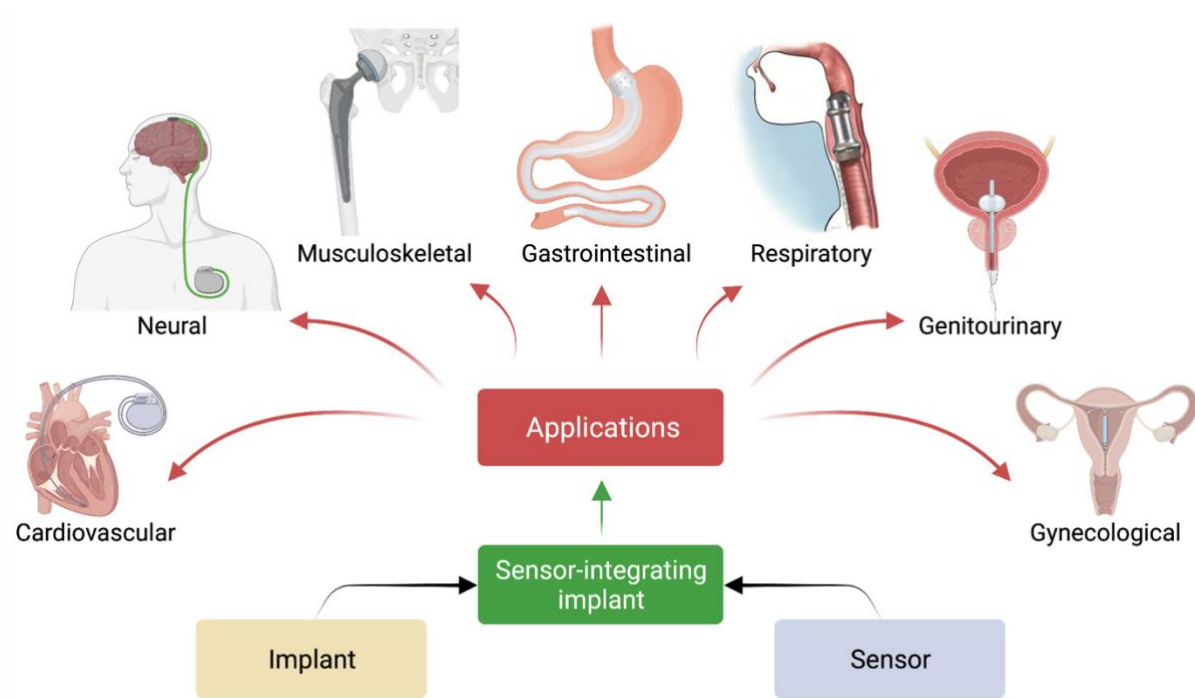 Musculoskeletal
Gastrointestinal
Respiratory
Neural
Genitourinary
Applications
Cardiovascular
Gynecological
Sensor-integrating
implant
Implant
Sensor